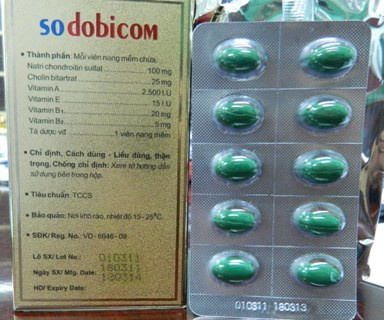 sodobicom
• Thành phần: Mỗi viên nang mềm chứa:
Natri chondroitin sulfat ........ 100 mg
Cholin bitartrat ........ 25 mg
Vitamin A ........ 2.500 I.U
Vitamin E ........ 15 I.U
Vitamin B₁ ........ 20 mg
Vitamin B₂ ........ 5 mg
Tá dược vđ ........ 1 viên nang mềm
• Chỉ định, Cách dùng - Liều dùng, thận
trọng, Chống chỉ định: Xem tờ hướng dẫn
sử dụng bên trong hộp.
• Tiêu chuẩn: TCCS
• Bảo quản: Nơi khô ráo, nhiệt độ 15 - 25°C.
• SĐK/ Reg. No.: VD - 6646 - 09
Lô SX/ Lot No.: 010311
Ngày SX/ Mfg. Date: 180311
HD/ Expiry Date: 180314
010311 180313